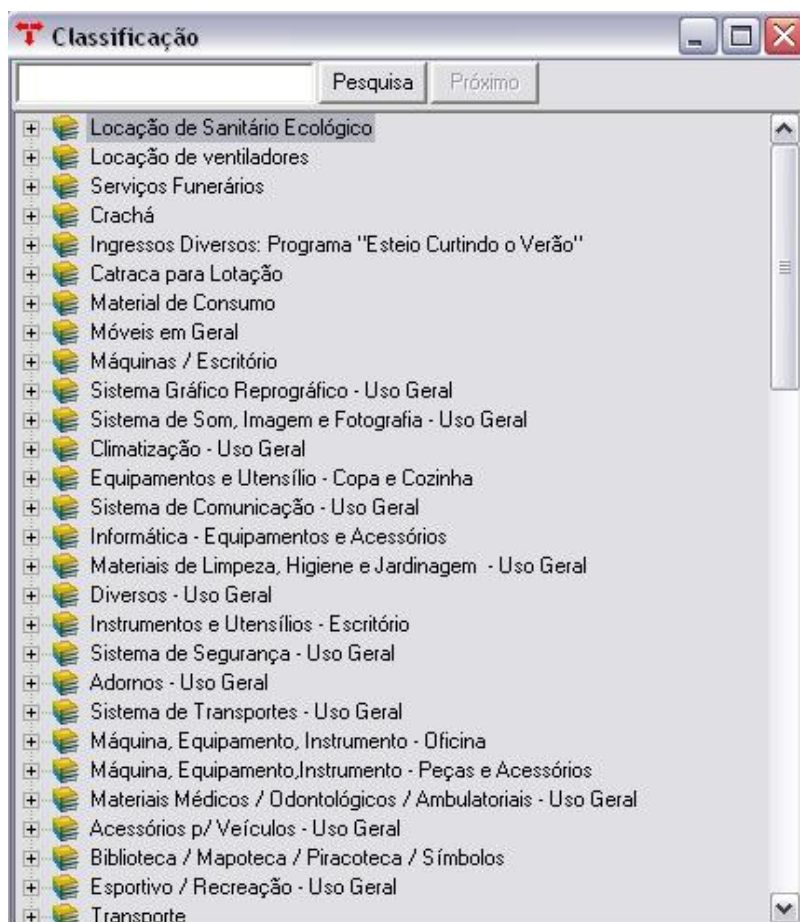 Classificação
Pesquisa Próximo
Locação de Sanitário Ecológico
Locação de ventiladores
Serviços Funerários
Crachá
Ingressos Diversos: Programa "Esteio Curtindo o Verão"
Catraca para Lotação
Material de Consumo
Móveis em Geral
Máquinas / Escritório
Sistema Gráfico Reprográfico - Uso Geral
Sistema de Som, Imagem e Fotografia - Uso Geral
Climatização - Uso Geral
Equipamentos e Utensílio - Copa e Cozinha
Sistema de Comunicação - Uso Geral
Informática - Equipamentos e Acessórios
Materiais de Limpeza, Higiene e Jardinagem - Uso Geral
Diversos - Uso Geral
Instrumentos e Utensílios - Escritório
Sistema de Segurança - Uso Geral
Adornos - Uso Geral
Sistema de Transportes - Uso Geral
Máquina, Equipamento, Instrumento - Oficina
Máquina, Equipamento,Instrumento - Peças e Acessórios
Materiais Médicos / Odontológicos / Ambulatoriais - Uso Geral
Acessórios p/ Veículos - Uso Geral
Biblioteca / Mapoteca / Piracoteca / Símbolos
Esportivo / Recreação - Uso Geral
Transporte